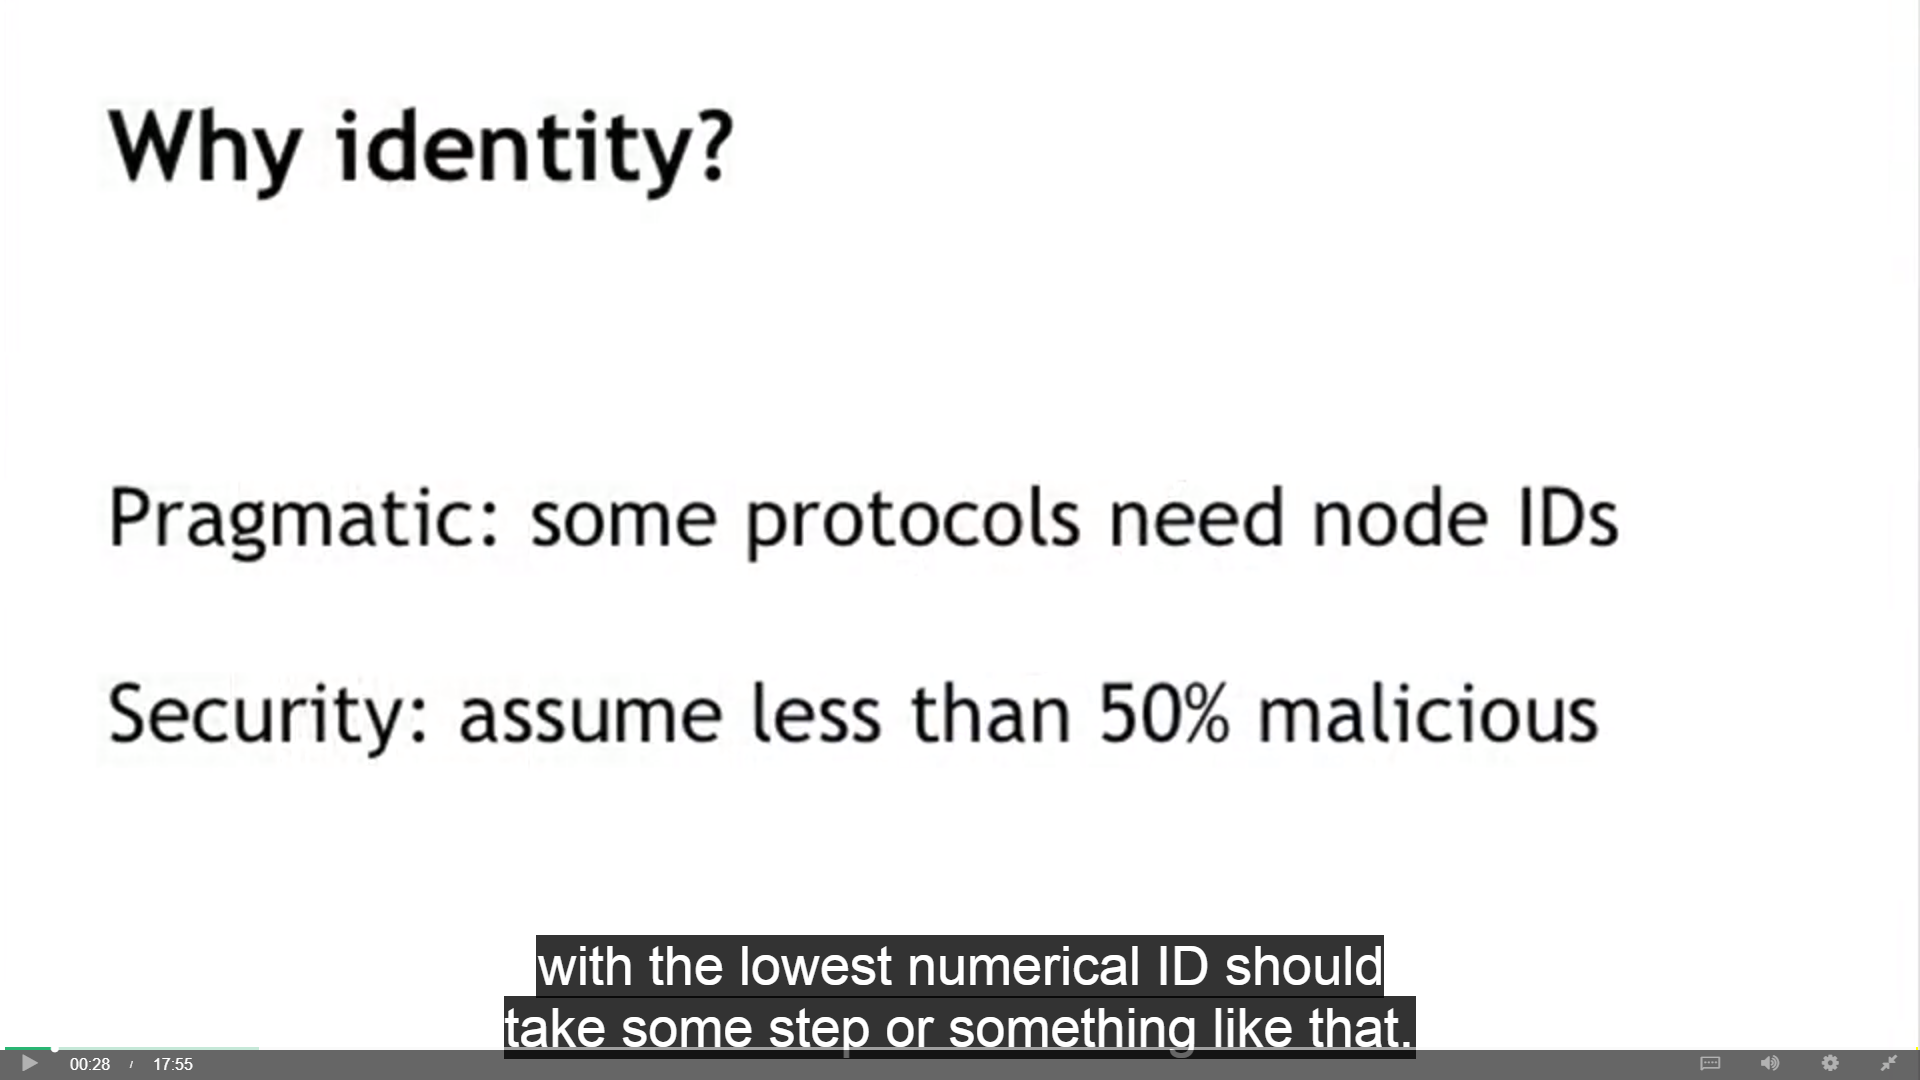 Why identity?
Pragmatic: some protocols need node IDs
Security: assume less than 50% malicious
with the lowest numerical ID should
take some step or something like that.
00:28 / 17:55